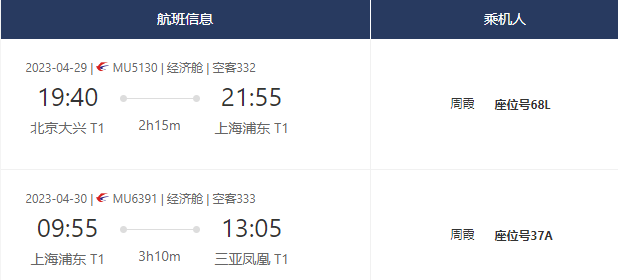 航班信息 乘机人
2023-04-29 | MU5130 | 经济舱 | 空客332
19:40 21:55
北京大兴 T1 2h15m 上海浦东 T1
周霞 座位号68L
2023-04-30 | MU6391 | 经济舱 | 空客333
09:55 13:05
上海浦东 T1 3h10m 三亚凤凰 T1
周霞 座位号37A